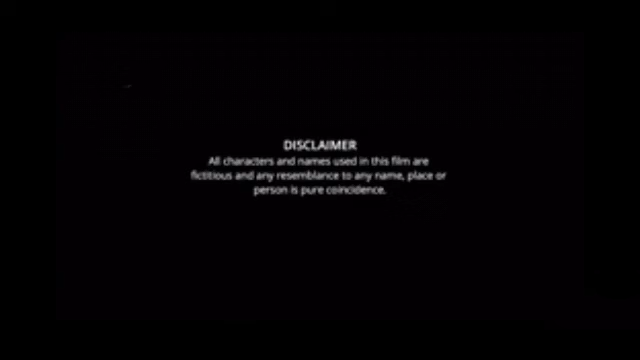 DISCLAIMER
All characters and names used in this film are
fictitious and any resemblance to any name, place or
person is pure coincidence.